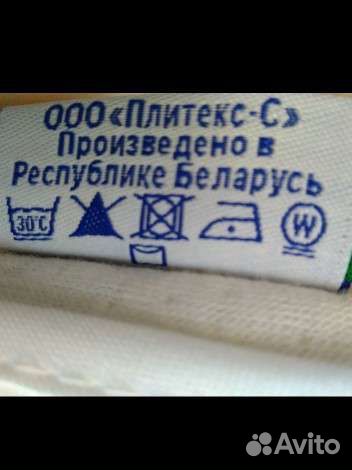 ООО «Плитекс-С»
Произведено в
Республике Беларусь
30°C
W
Avito